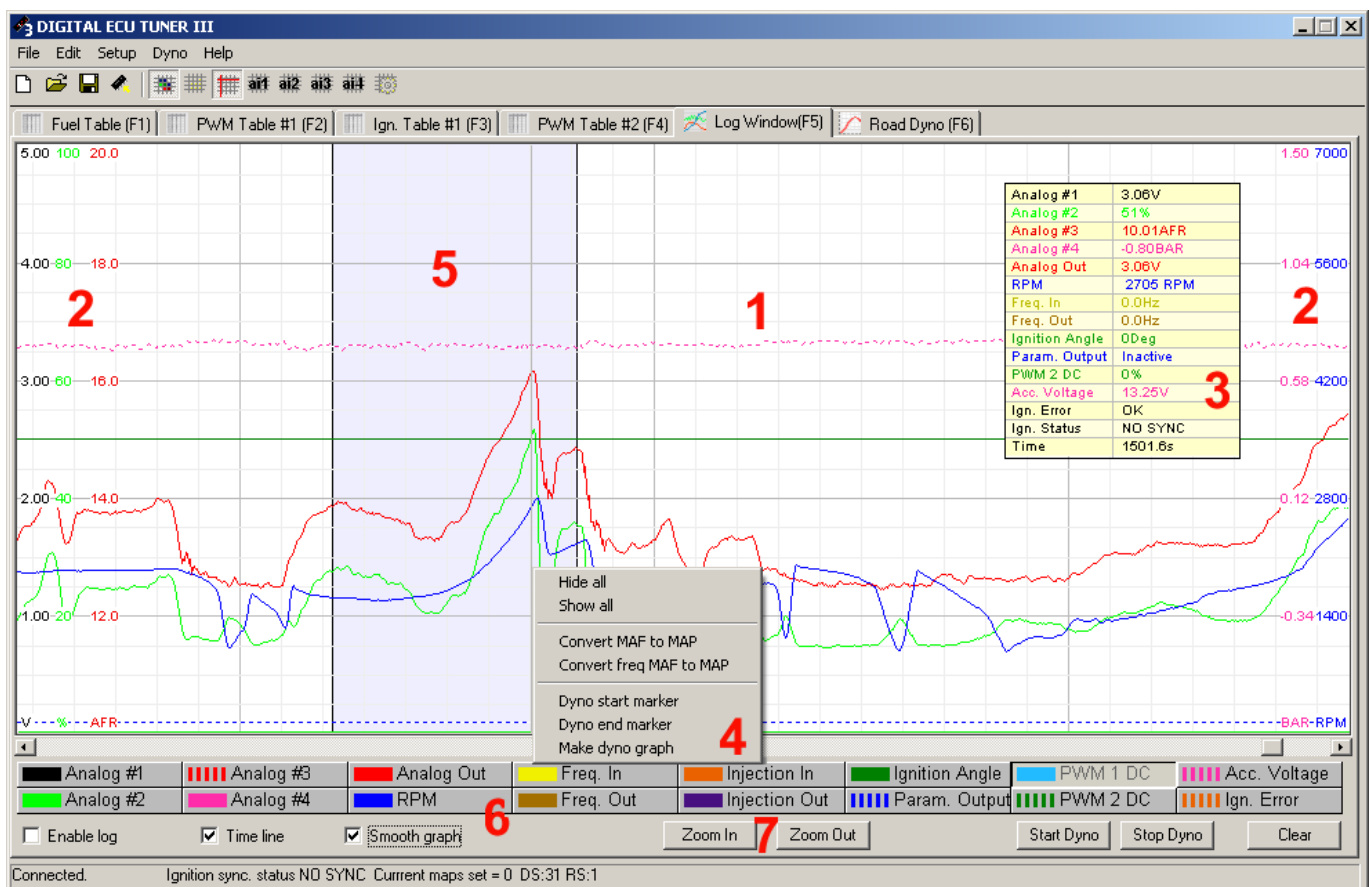 DIGITAL ECU TUNER III
File Edit Setup Dyno Help
ai1 ai2 ai3 ai4
Fuel Table (F1) PWM Table #1 (F2) Ign. Table #1 (F3) PWM Table #2 (F4) Log Window(F5) Road Dyno (F6)
5.00 100 20.0 1.50 7000
Analog #1 3.06V
Analog #2 51%
Analog #3 10.01AFR
Analog #4 -0.80BAR
Analog Out 3.06V
RPM 2705 RPM
Freq. In 0.0Hz
Freq. Out 0.0Hz
Ignition Angle 0Deg
Param. Output Inactive
PWM 2 DC 0%
Acc. Voltage 13.25V
Ign. Error OK
Ign. Status NO SYNC
Time 1501.6s
4.00 80 18.0 1.04 5600
5
2 1 2
3
3.00 60 16.0 0.58 4200
2.00 40 14.0 0.12 2800
1.00 20 12.0 -0.34 1400
V % AFR BAR RPM
Hide all
Show all
Convert MAF to MAP
Convert freq MAF to MAP
Dyno start marker
Dyno end marker
Make dyno graph
4
Analog #1 Analog #3 Analog Out Freq. In Injection In Ignition Angle PWM 1 DC Acc. Voltage
Analog #2 Analog #4 RPM Freq. Out Injection Out Param. Output PWM 2 DC Ign. Error
6
Enable log Time line Smooth graph Zoom In 7 Zoom Out Start Dyno Stop Dyno Clear
Connected. Ignition sync. status NO SYNC Currrent maps set = 0 DS:31 RS:1